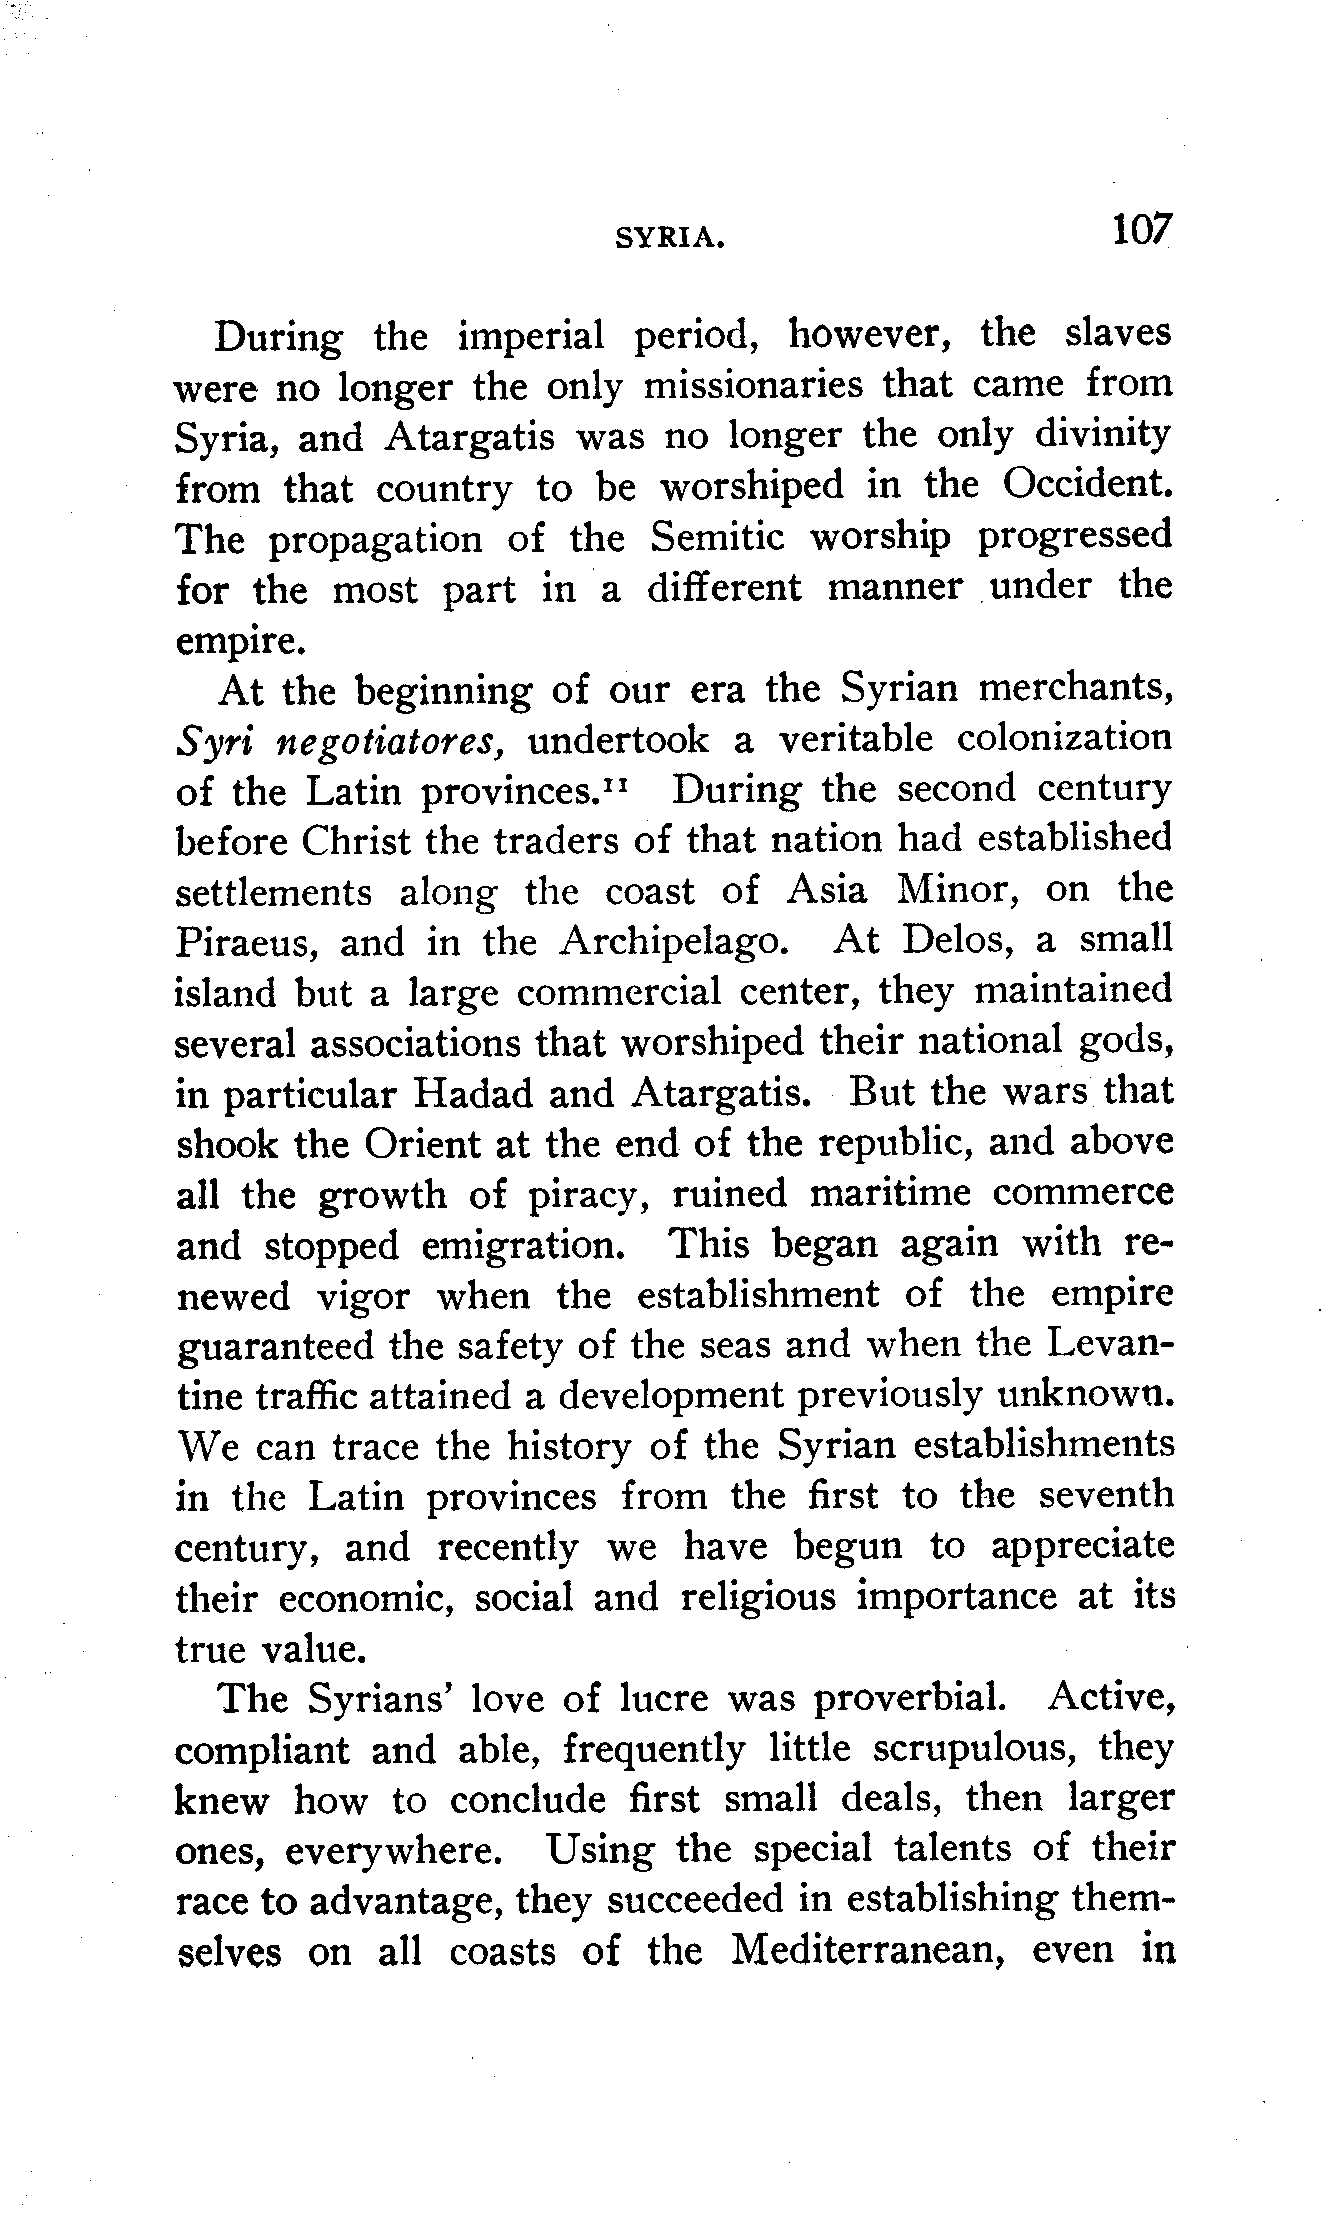 SYRIA. 107
During the imperial period, however, the slaves
were no longer the only missionaries that came from
Syria, and Atargatis was no longer the only divinity
from that country to be worshiped in the Occident.
The propagation of the Semitic worship progressed
for the most part in a different manner under the
empire.
At the beginning of our era the Syrian merchants,
Syri negotiatores, undertook a veritable colonization
of the Latin provinces.¹¹ During the second century
before Christ the traders of that nation had established
settlements along the coast of Asia Minor, on the
Piraeus, and in the Archipelago. At Delos, a small
island but a large commercial center, they maintained
several associations that worshiped their national gods,
in particular Hadad and Atargatis. But the wars that
shook the Orient at the end of the republic, and above
all the growth of piracy, ruined maritime commerce
and stopped emigration. This began again with re-
newed vigor when the establishment of the empire
guaranteed the safety of the seas and when the Levan-
tine traffic attained a development previously unknown.
We can trace the history of the Syrian establishments
in the Latin provinces from the first to the seventh
century, and recently we have begun to appreciate
their economic, social and religious importance at its
true value.
The Syrians' love of lucre was proverbial. Active,
compliant and able, frequently little scrupulous, they
knew how to conclude first small deals, then larger
ones, everywhere. Using the special talents of their
race to advantage, they succeeded in establishing them-
selves on all coasts of the Mediterranean, even in